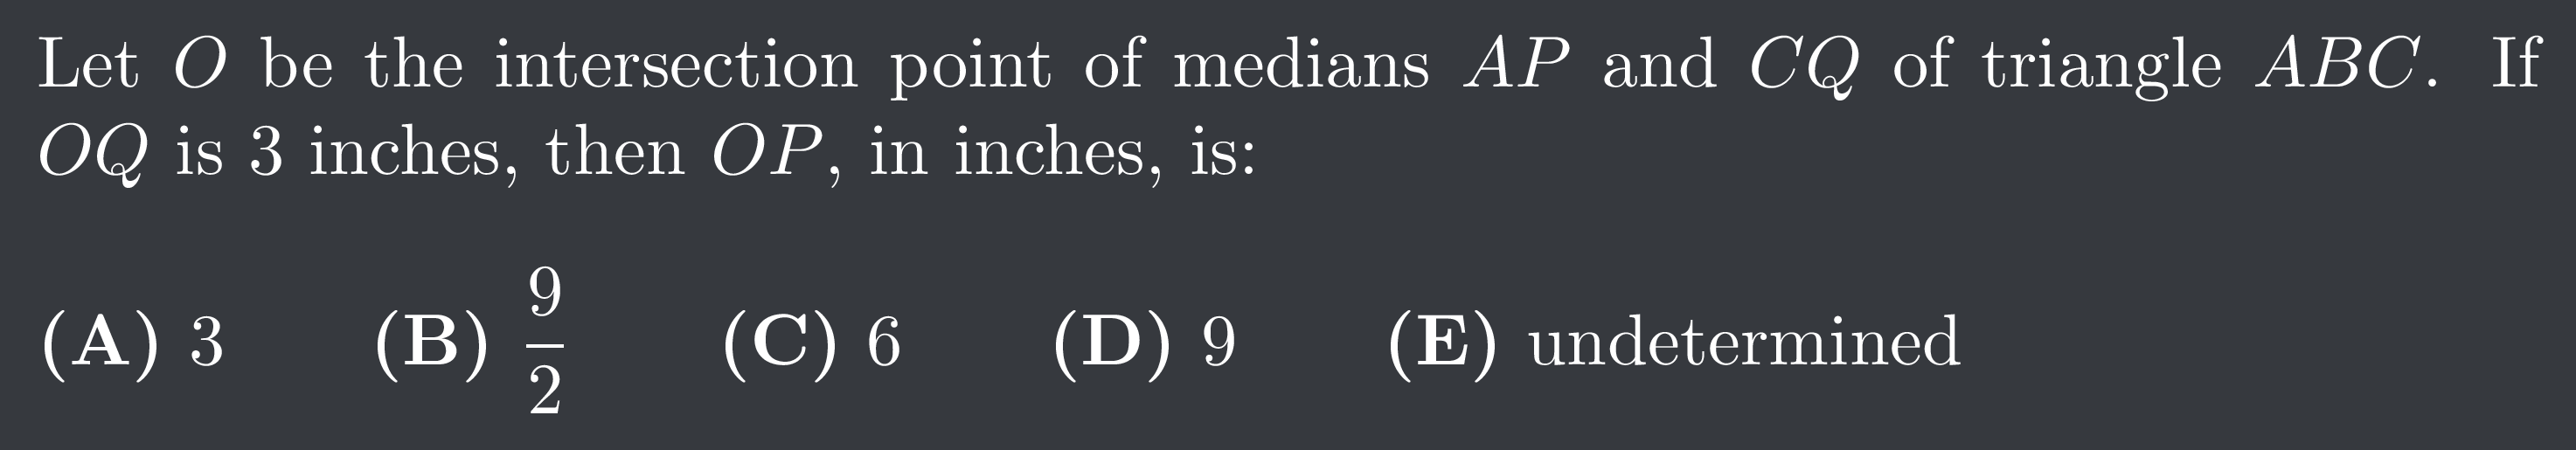 Let O be the intersection point of medians AP and CQ of triangle ABC. If
OQ is 3 inches, then OP, in inches, is:
(A) 3 (B) 9/2 (C) 6 (D) 9 (E) undetermined